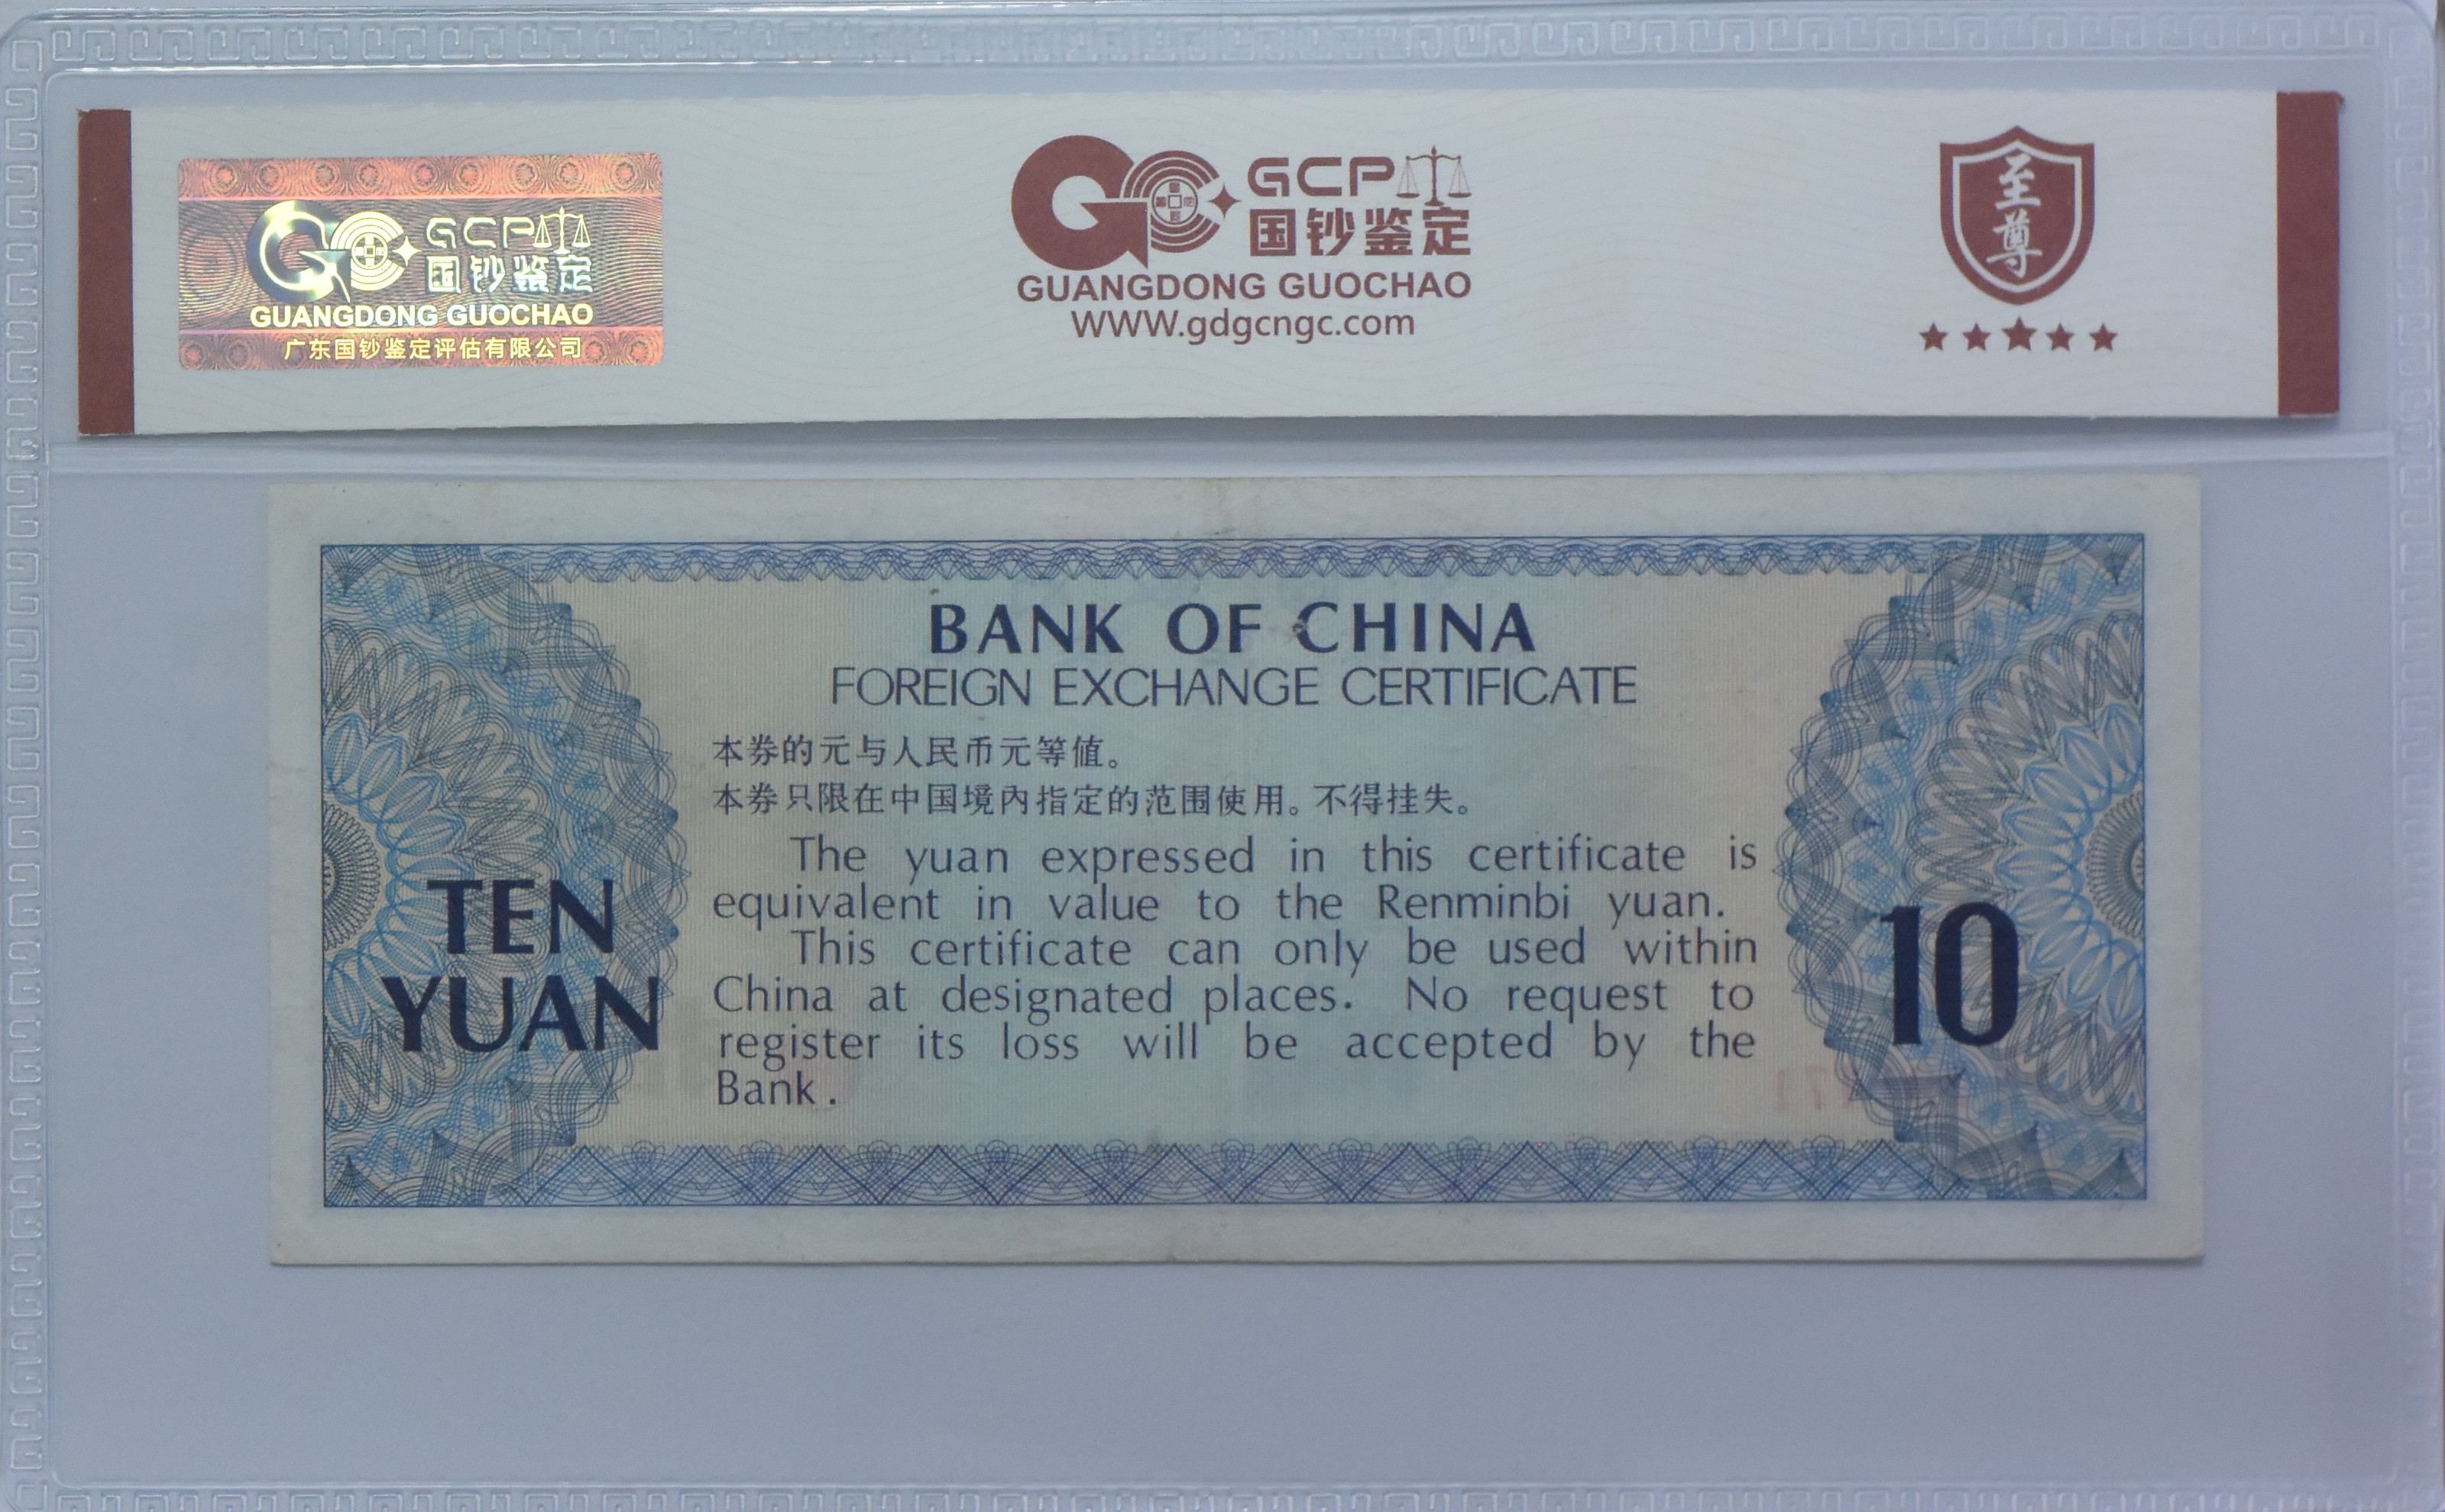 GCP
国钞鉴定
GUANGDONG GUOCHAO
广东国钞鉴定评估有限公司
GCP
国钞鉴定
GUANGDONG GUOCHAO
WWW.gdgcngc.com
至尊
BANK OF CHINA
FOREIGN EXCHANGE CERTIFICATE
本券的元与人民币元等值。
本券只限在中国境内指定的范围使用。不得挂失。
The yuan expressed in this certificate is
equivalent in value to the Renminbi yuan.
This certificate can only be used within
China at designated places. No request to
register its loss will be accepted by the
Bank.
TEN
YUAN
10